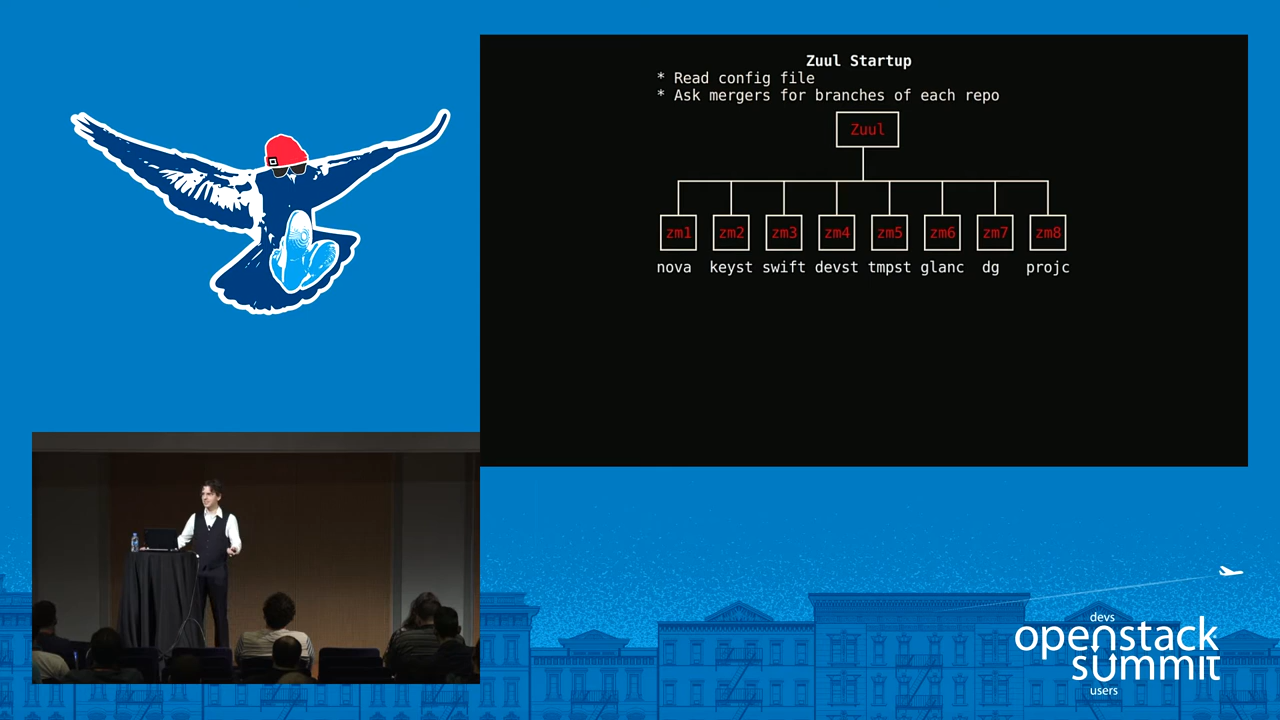 Zuul Startup
* Read config file
* Ask mergers for branches of each repo
Zuul
zm1 zm2 zm3 zm4 zm5 zm6 zm7 zm8
nova keyst swift devst tmpst glanc dg projc
devs
openstack
summit
users